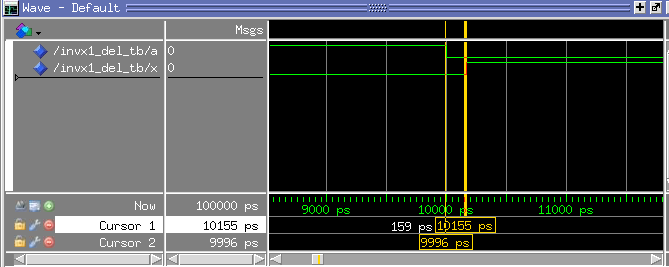 Wave - Default
Msgs
/invx1_del_tb/a 0
/invx1_del_tb/x 0
Now 100000 ps 9000 ps 10000 ps 11000 ps
Cursor 1 10155 ps 159 ps 10155 ps
Cursor 2 9996 ps 9996 ps